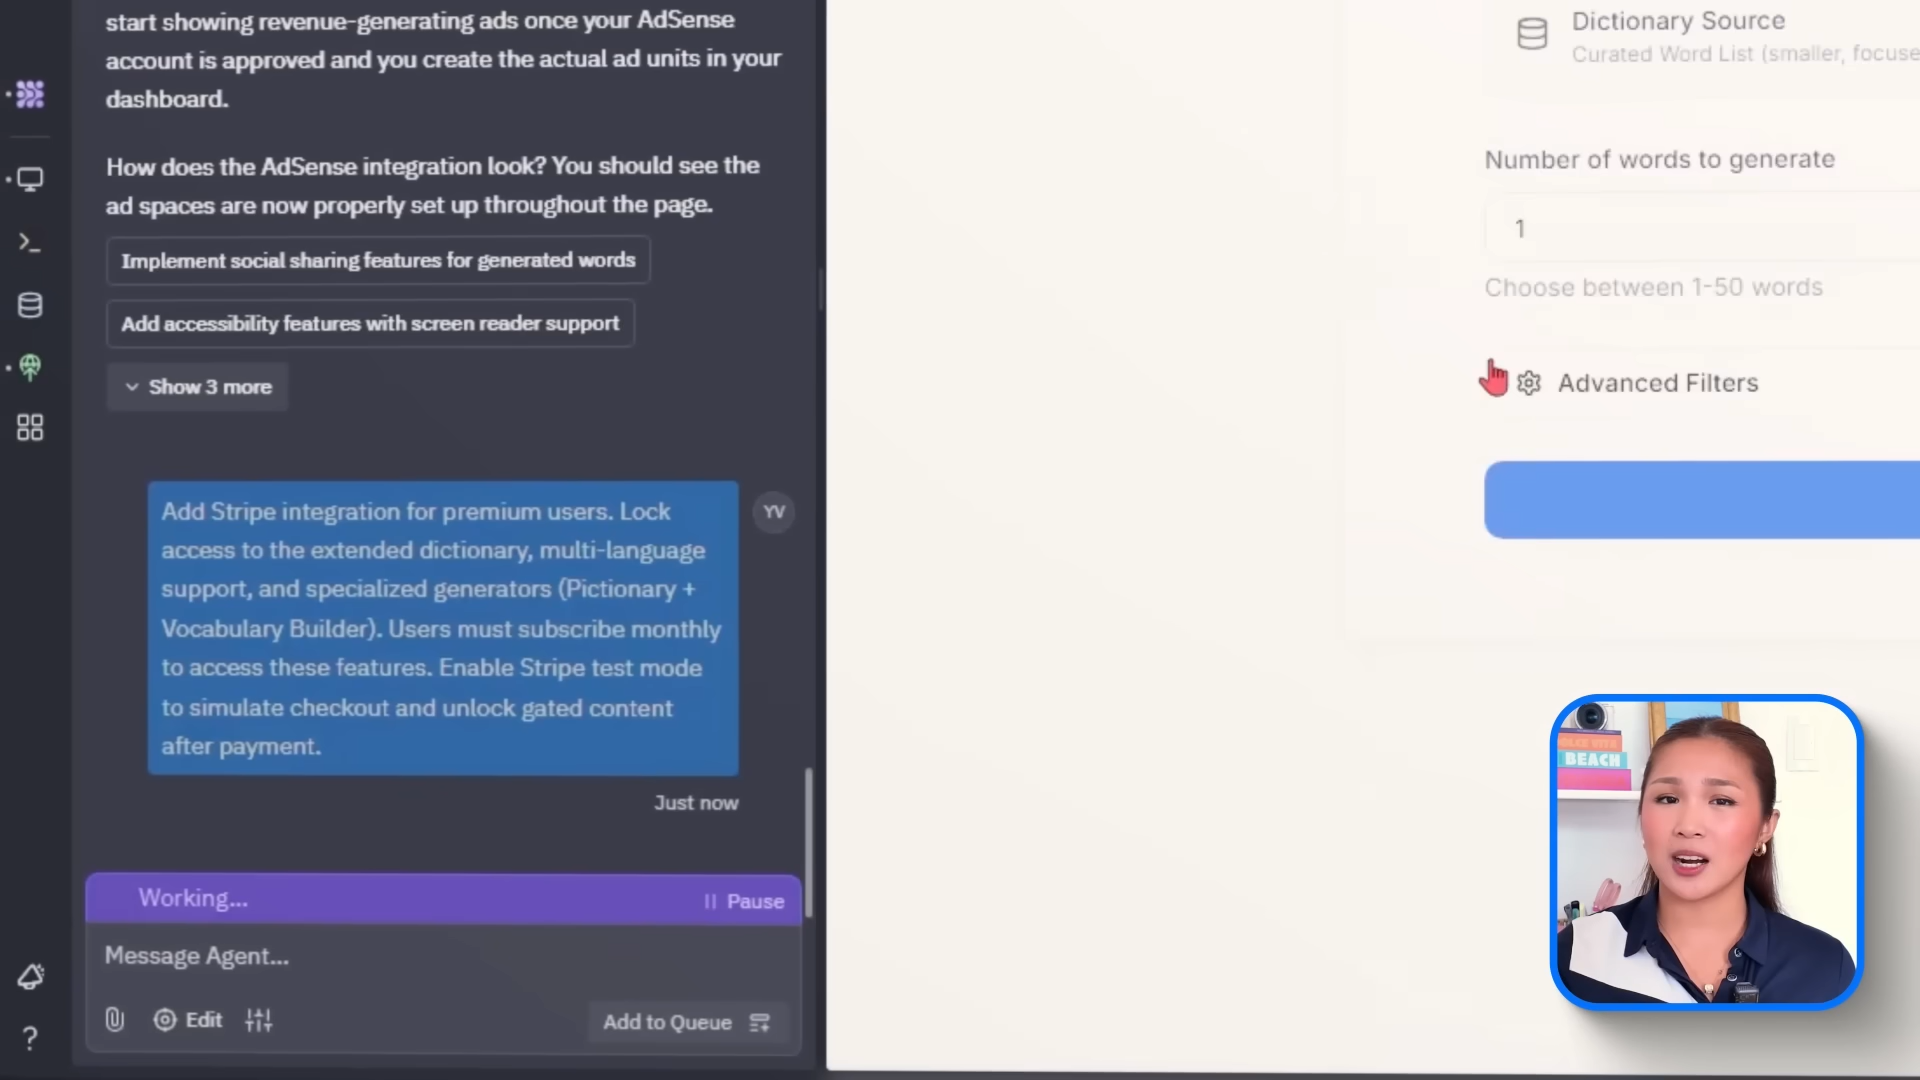 start showing revenue-generating ads once your AdSense
account is approved and you create the actual ad units in your
dashboard.
How does the AdSense integration look? You should see the
ad spaces are now properly set up throughout the page.
Implement social sharing features for generated words
Add accessibility features with screen reader support
Show 3 more
Add Stripe integration for premium users. Lock
access to the extended dictionary, multi-language
support, and specialized generators (Pictionary +
Vocabulary Builder). Users must subscribe monthly
to access these features. Enable Stripe test mode
to simulate checkout and unlock gated content
after payment.
YV
Just now
Working...
Pause
Message Agent...
Edit
Add to Queue
?
Dictionary Source
Curated Word List (smaller, focuse
Number of words to generate
1
Choose between 1-50 words
Advanced Filters
BEACH